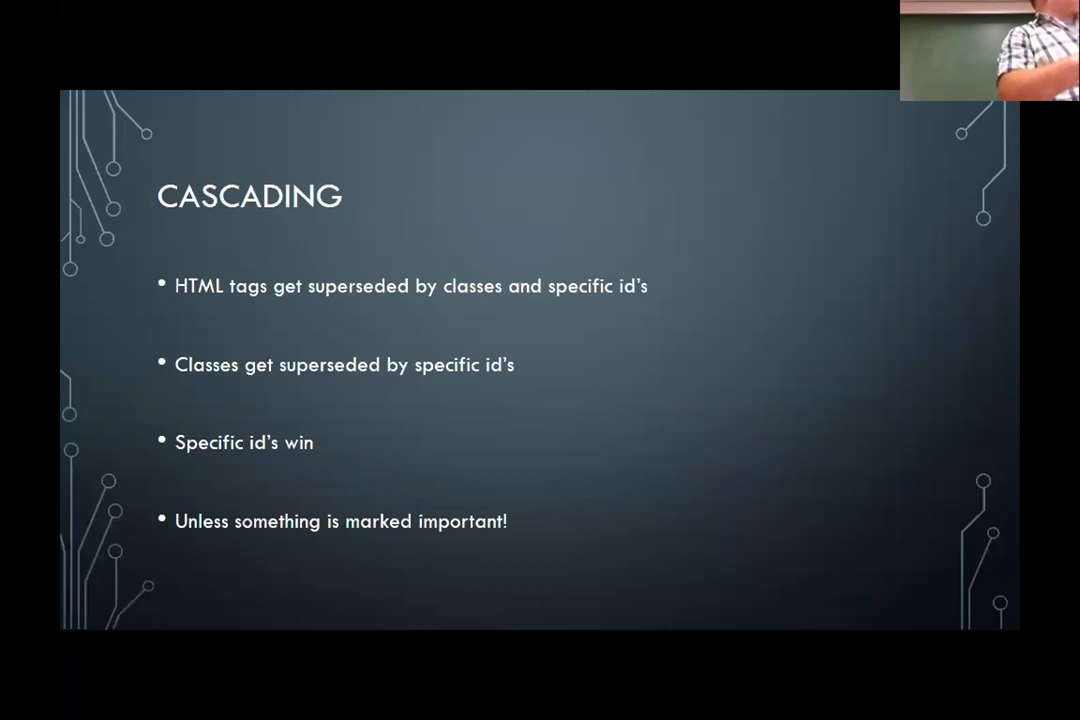 CASCADING
• HTML tags get superseded by classes and specific id's
• Classes get superseded by specific id's
• Specific id's win
• Unless something is marked important!